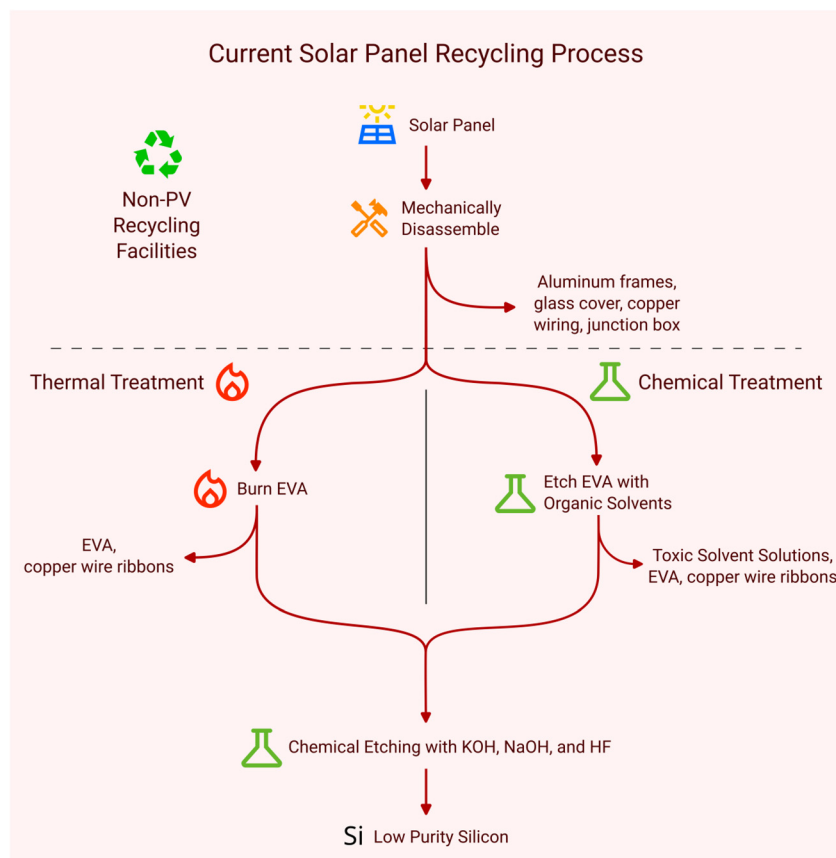 Current Solar Panel Recycling Process
Solar Panel
Non-PV
Recycling
Facilities
Mechanically
Disassemble
Aluminum frames,
glass cover, copper
wiring, junction box
Thermal Treatment
Chemical Treatment
Burn EVA
Etch EVA with
Organic Solvents
EVA,
copper wire ribbons
Toxic Solvent Solutions,
EVA, copper wire ribbons
Chemical Etching with KOH, NaOH, and HF
Si Low Purity Silicon